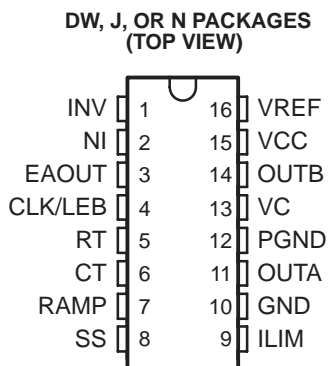 DW, J, OR N PACKAGES
(TOP VIEW)
INV 1 16 VREF
NI 2 15 VCC
EAOUT 3 14 OUTB
CLK/LEB 4 13 VC
RT 5 12 PGND
CT 6 11 OUTA
RAMP 7 10 GND
SS 8 9 ILIM